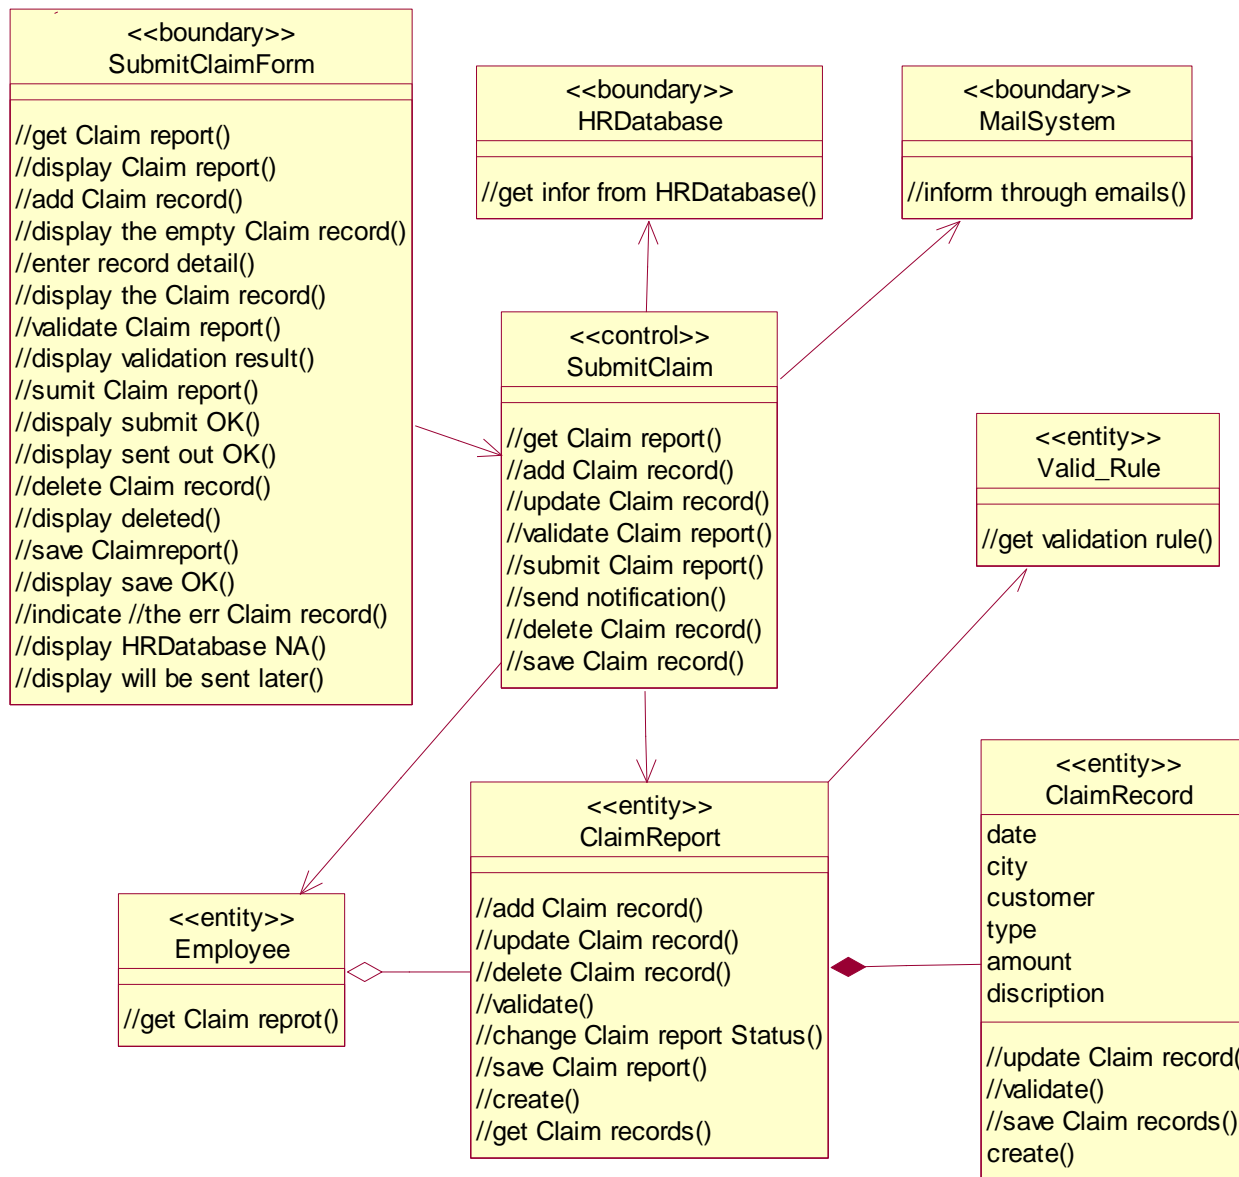 <<boundary>>
SubmitClaimForm
//get Claim report()
//display Claim report()
//add Claim record()
//display the empty Claim record()
//enter record detail()
//display the Claim record()
//validate Claim report()
//display validation result()
//sumit Claim report()
//dispaly submit OK()
//display sent out OK()
//delete Claim record()
//display deleted()
//save Claimreport()
//display save OK()
//indicate //the err Claim record()
//display HRDatabase NA()
//display will be sent later()
<<boundary>>
HRDatabase
//get infor from HRDatabase()
<<boundary>>
MailSystem
//inform through emails()
<<control>>
SubmitClaim
//get Claim report()
//add Claim record()
//update Claim record()
//validate Claim report()
//submit Claim report()
//send notification()
//delete Claim record()
//save Claim record()
<<entity>>
Valid_Rule
//get validation rule()
<<entity>>
Employee
//get Claim reprot()
<<entity>>
ClaimReport
//add Claim record()
//update Claim record()
//delete Claim record()
//validate()
//change Claim report Status()
//save Claim report()
//create()
//get Claim records()
<<entity>>
ClaimRecord
date
city
customer
type
amount
discription
//update Claim record(
//validate()
//save Claim records()
create()